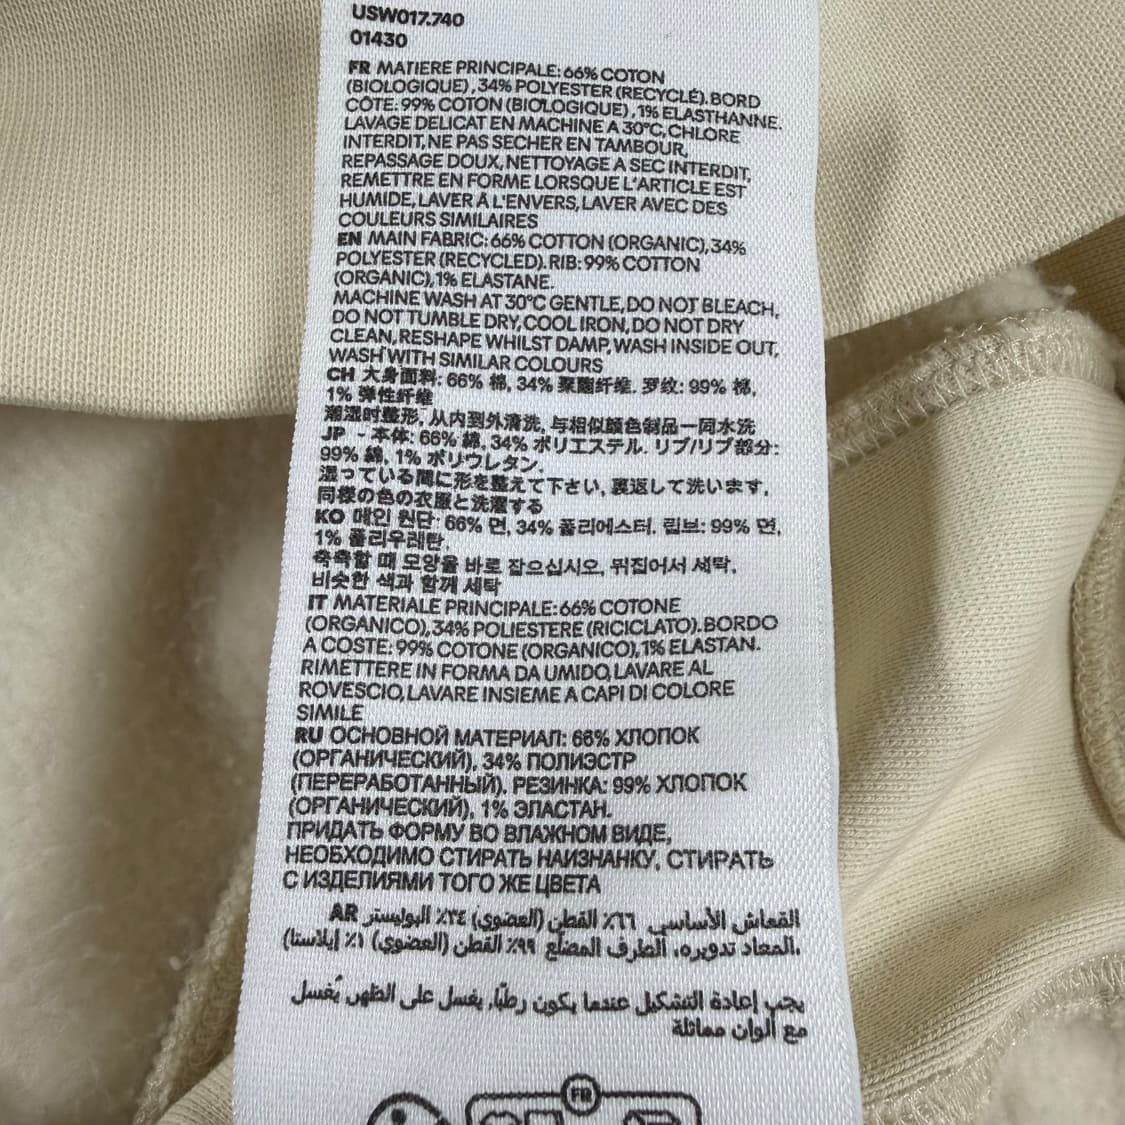 USW017.740
01430
FR MATIERE PRINCIPALE: 66% COTON
(BIOLOGIQUE), 34% POLYESTER (RECYCLÉ). BORD
CÔTE: 99% COTON (BIOLOGIQUE), 1% ELASTHANNE.
LAVAGE DELICAT EN MACHINE A 30°C, CHLORE
INTERDIT, NE PAS SECHER EN TAMBOUR,
REPASSAGE DOUX, NETTOYAGE A SEC INTERDIT,
REMETTRE EN FORME LORSQUE L'ARTICLE EST
HUMIDE, LAVER À L'ENVERS, LAVER AVEC DES
COULEURS SIMILAIRES
EN MAIN FABRIC: 66% COTTON (ORGANIC), 34%
POLYESTER (RECYCLED). RIB: 99% COTTON
(ORGANIC), 1% ELASTANE.
MACHINE WASH AT 30°C GENTLE, DO NOT BLEACH,
DO NOT TUMBLE DRY, COOL IRON, DO NOT DRY
CLEAN, RESHAPE WHILST DAMP, WASH INSIDE OUT,
WASH WITH SIMILAR COLOURS
CH 大身面料: 66% 棉, 34% 聚酯纤维. 罗纹: 99% 棉,
1% 弹性纤维
潮湿时整形, 从内到外清洗, 与相似颜色制品一同水洗
JP - 本体: 66% 綿, 34% ポリエステル. リブ/リブ部分:
99% 綿, 1% ポリウレタン.
湿っている間に形を整えて下さい, 裏返して洗います,
同様の色の衣服と洗濯する
KO 메인 원단: 66% 면, 34% 폴리에스터. 립브: 99% 면,
1% 폴리우레탄.
축축할 때 모양을 바로 잡으십시오, 뒤집어서 세탁,
비슷한 색과 함께 세탁
IT MATERIALE PRINCIPALE: 66% COTONE
(ORGANICO), 34% POLIESTERE (RICICLATO). BORDO
A COSTE: 99% COTONE (ORGANICO), 1% ELASTAN.
RIMETTERE IN FORMA DA UMIDO, LAVARE AL
ROVESCIO, LAVARE INSIEME A CAPI DI COLORE
SIMILE
RU ОСНОВНОЙ МАТЕРИАЛ: 66% ХЛОПОК
(ОРГАНИЧЕСКИЙ), 34% ПОЛИЭСТР
(ПЕРЕРАБОТАННЫЙ). РЕЗИНКА: 99% ХЛОПОК
(ОРГАНИЧЕСКИЙ), 1% ЭЛАСТАН.
ПРИДАТЬ ФОРМУ ВО ВЛАЖНОМ ВИДЕ,
НЕОБХОДИМО СТИРАТЬ НАИЗНАНКУ, СТИРАТЬ
С ИЗДЕЛИЯМИ ТОГО ЖЕ ЦВЕТА
القماش الأساسي ٦٦٪ القطن (العضوي) ٣٤٪ البوليستر AR
المعاد تدويره، الطرف المضلع ٩٩٪ القطن (العضوي) ١٪ إيلاستا).
يجب إعادة التشكيل عندما يكون رطبًا, يغسل على الظهر, يُغسل
مع ألوان مماثلة
FR